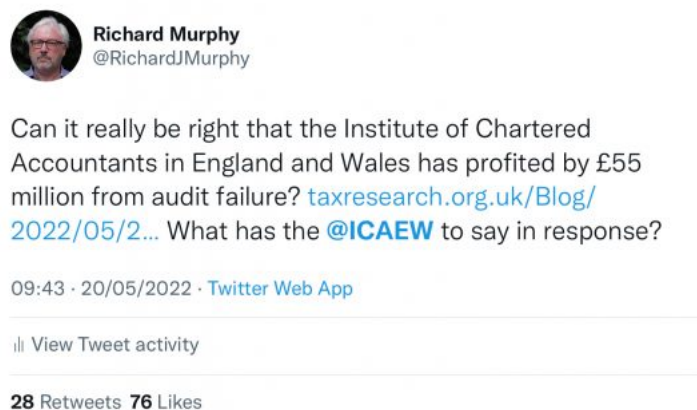 Richard Murphy
@RichardJMurphy
Can it really be right that the Institute of Chartered
Accountants in England and Wales has profited by £55
million from audit failure? taxresearch.org.uk/Blog/
2022/05/2... What has the @ICAEW to say in response?
09:43 · 20/05/2022 · Twitter Web App
View Tweet activity
28 Retweets 76 Likes